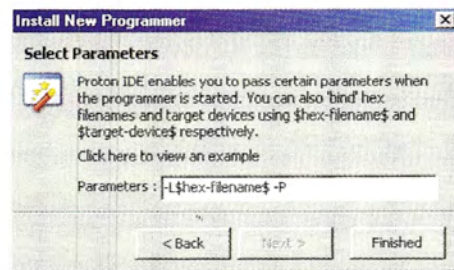 Install New Programmer
Select Parameters
Proton IDE enables you to pass certain parameters when
the programmer is started. You can also 'bind' hex
filenames and target devices using $hex-filename$ and
$target-device$ respectively.
Click here to view an example
Parameters : -L$hex-filename$ -P
< Back Next > Finished